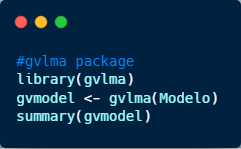 #gvlma package
library(gvlma)
gvmodel <- gvlma(Modelo)
summary(gvmodel)